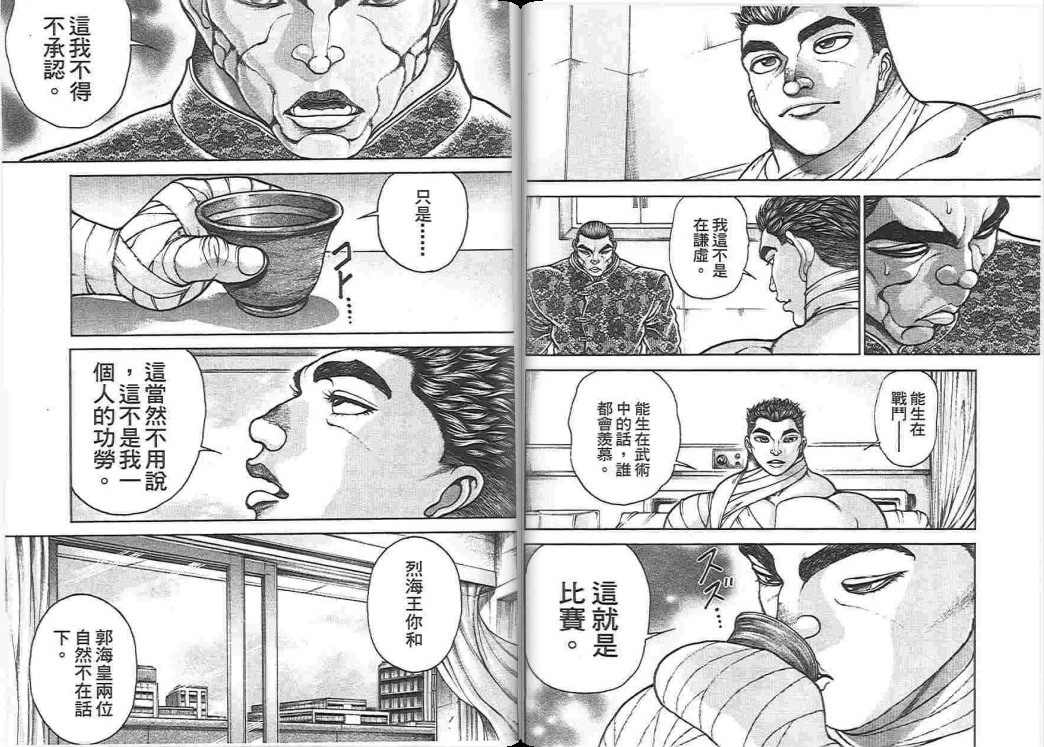 我這不是
在謙虛。
能生在
戰鬥——
能生在武術
中的話，誰
都會羨慕。
ズズ…
這就是
比賽。
這我不得
不承認。
只是……
コト…
這當然不用說
，這不是我一
個人的功勞。
烈海王你和
郭海皇兩位
自然不在話
下。